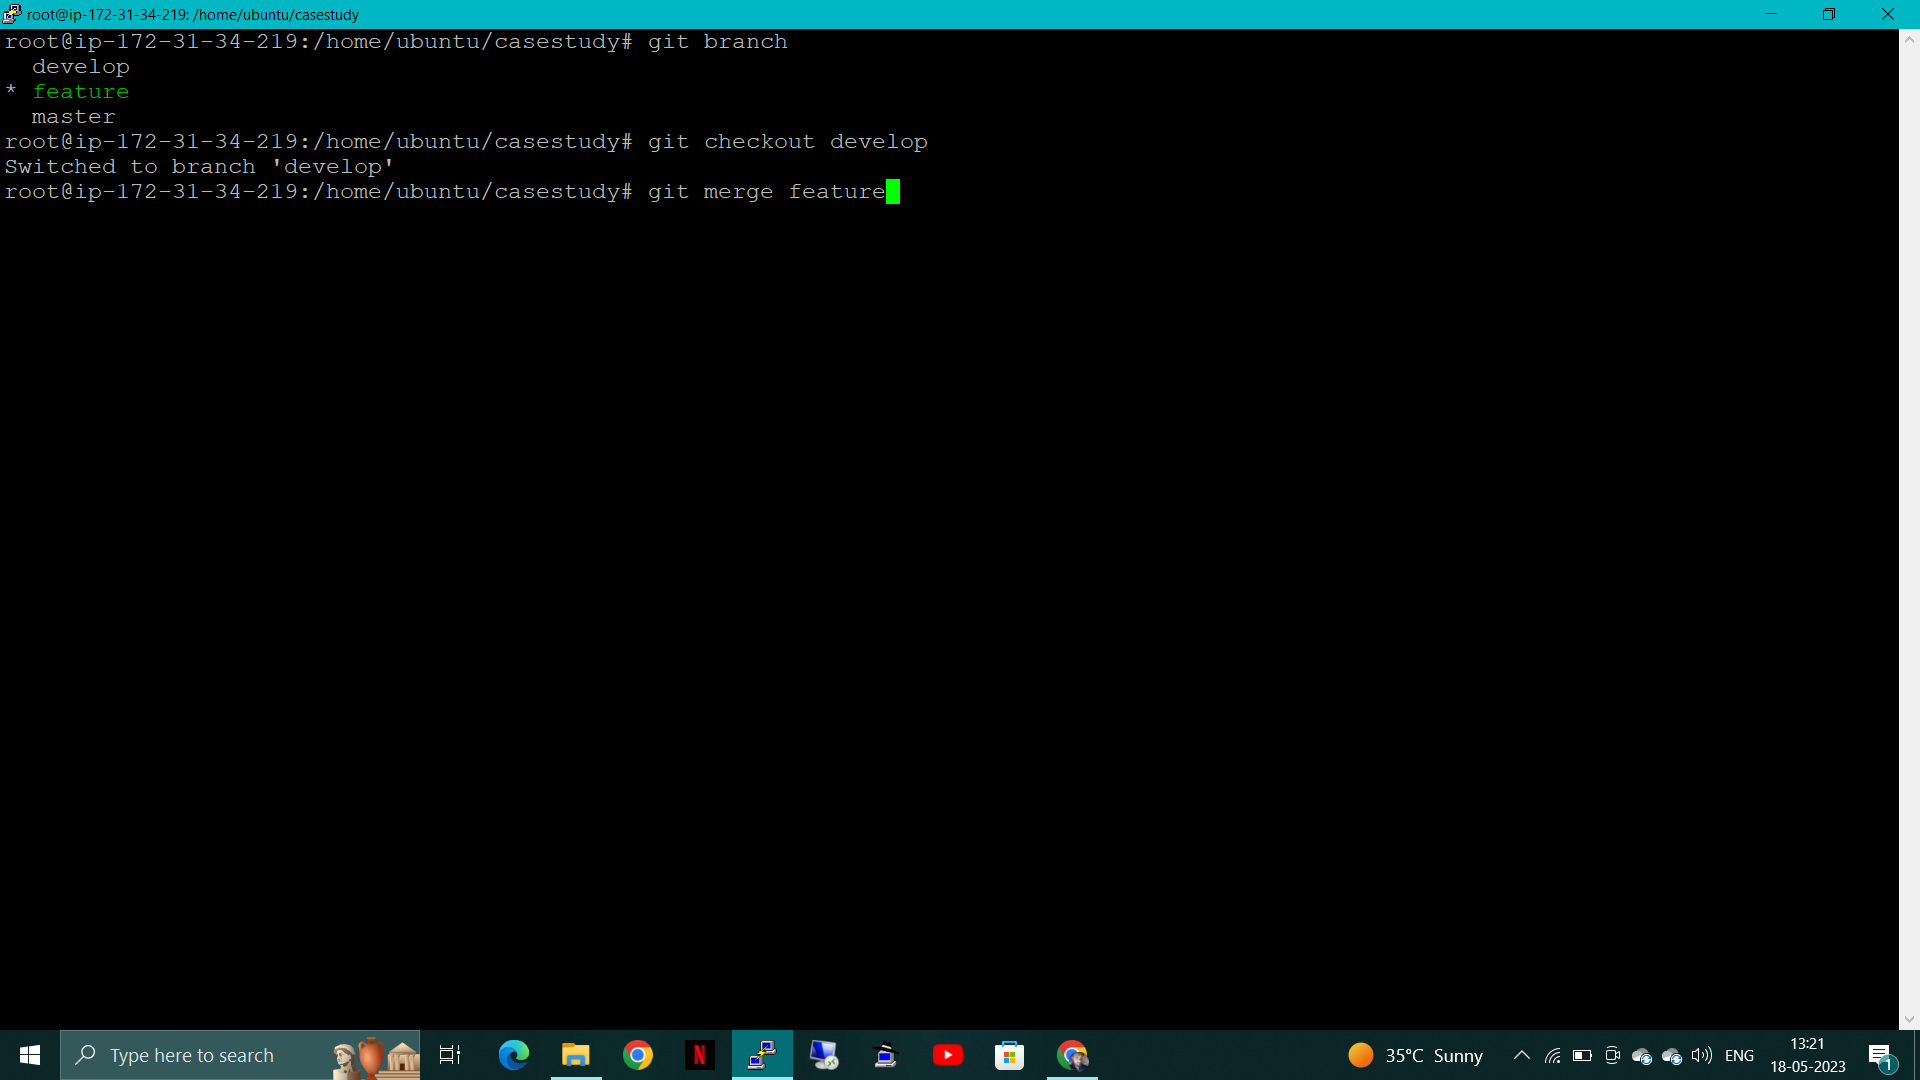 root@ip-172-31-34-219: /home/ubuntu/casestudy
root@ip-172-31-34-219:/home/ubuntu/casestudy# git branch
  develop
* feature
  master
root@ip-172-31-34-219:/home/ubuntu/casestudy# git checkout develop
Switched to branch 'develop'
root@ip-172-31-34-219:/home/ubuntu/casestudy# git merge feature
Type here to search
N
35°C Sunny
ENG
13:21
18-05-2023
1